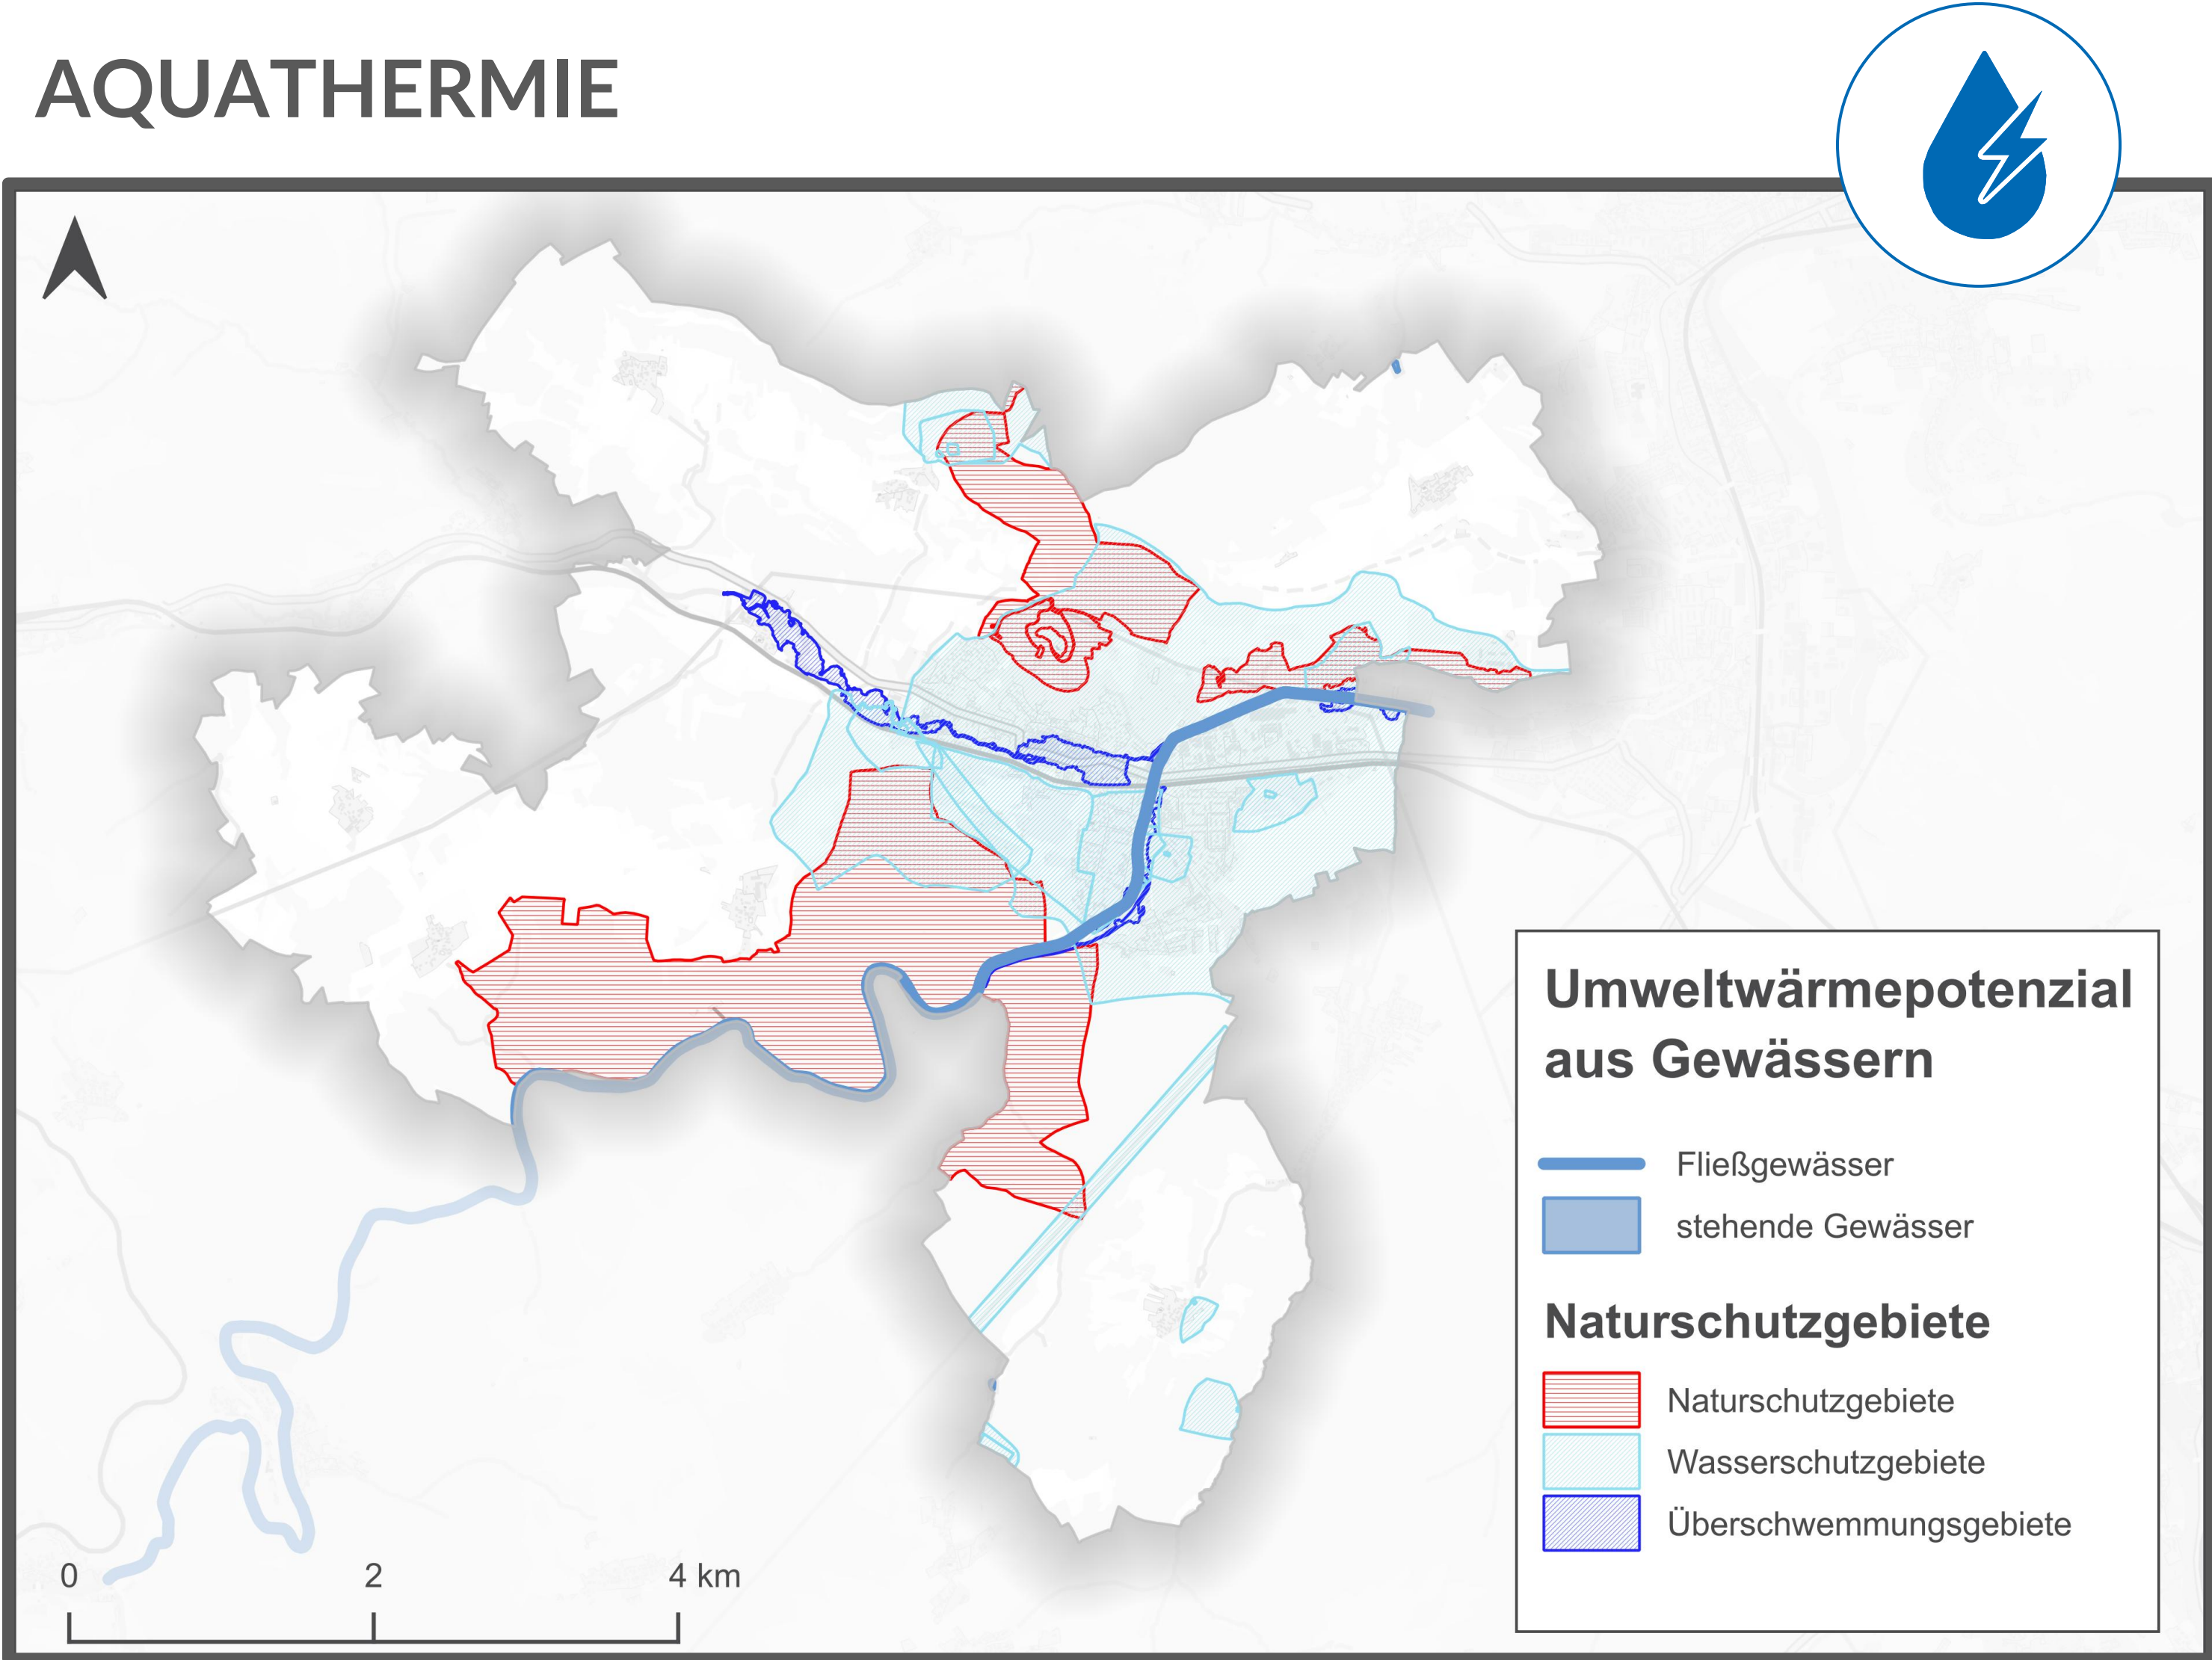 AQUATHERMIE
Umweltwärmepotenzial
aus Gewässern
Fließgewässer
stehende Gewässer
Naturschutzgebiete
Naturschutzgebiete
Wasserschutzgebiete
Überschwemmungsgebiete
0 2 4 km